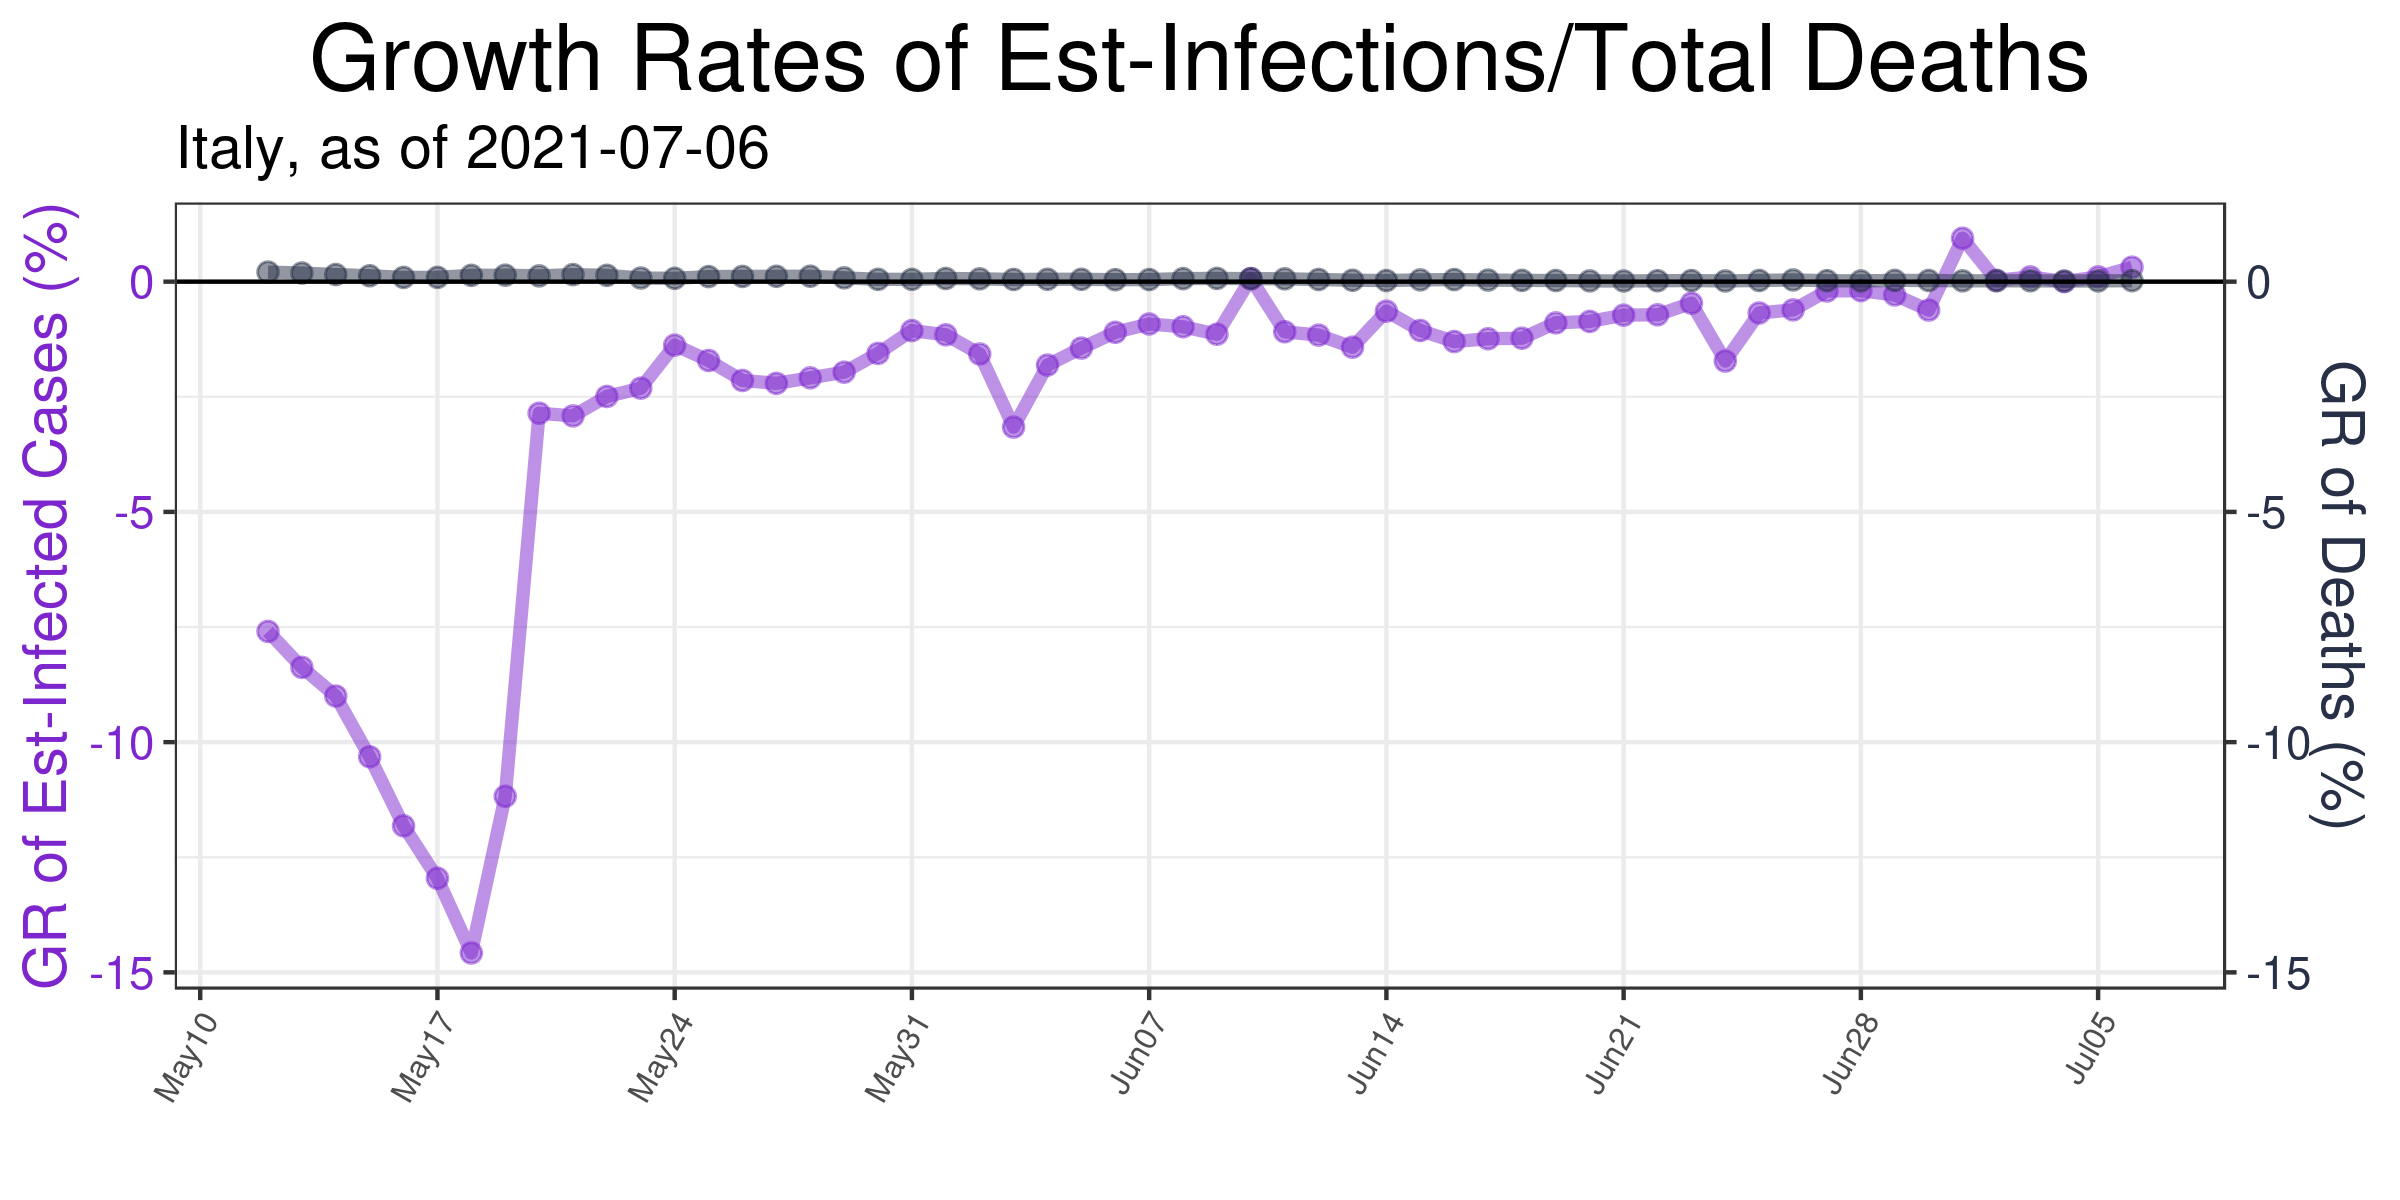 Growth Rates of Est-Infections/Total Deaths
Italy, as of 2021-07-06
GR of Est-Infected Cases (%)
0
-5
-10
-15
0
-5
-10
-15
GR of Deaths (%)
May10
May17
May24
May31
Jun07
Jun14
Jun21
Jun28
Jul05